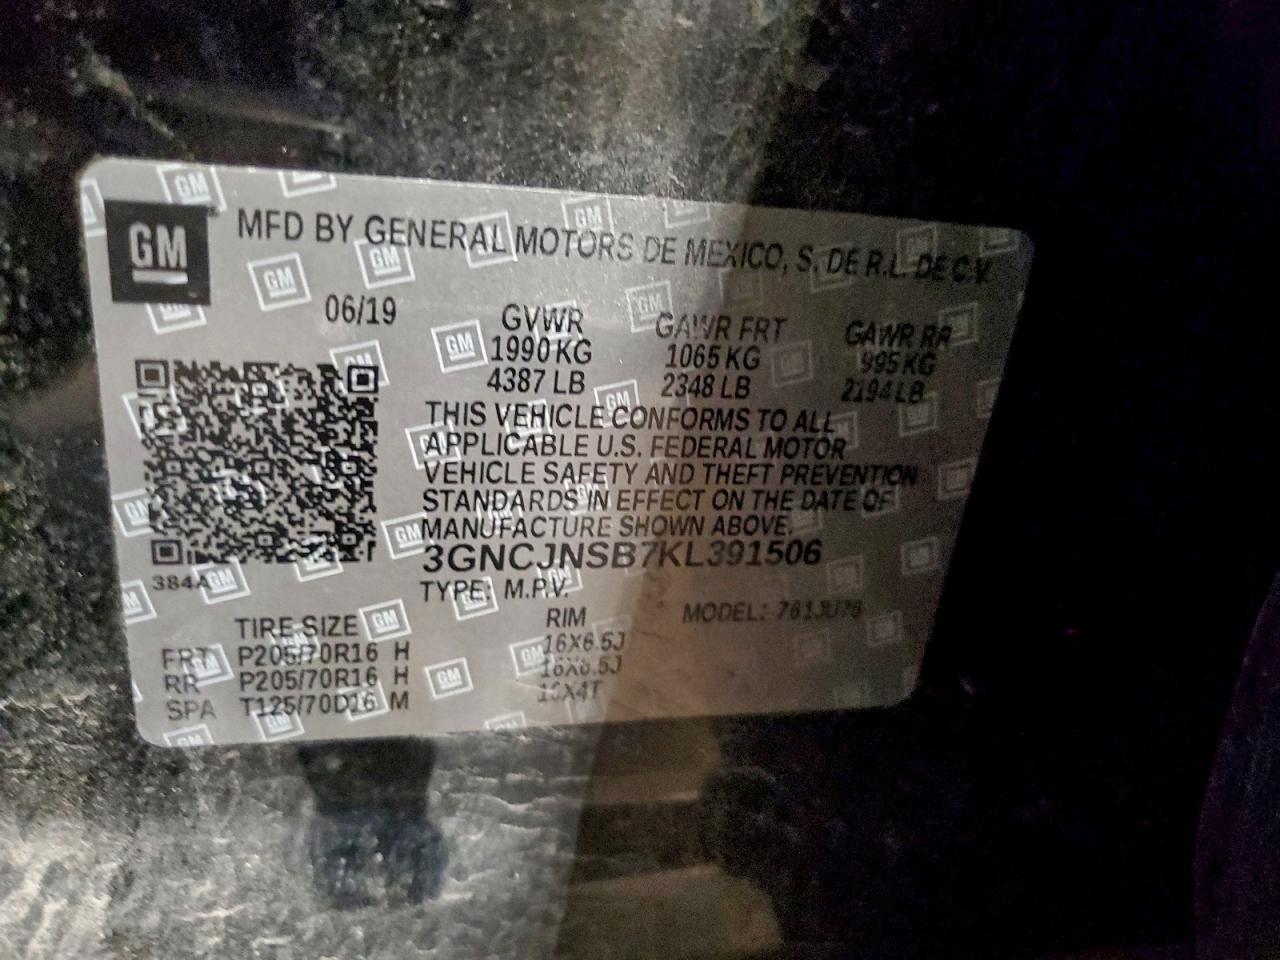 GM
MFD BY GENERAL MOTORS DE MEXICO, S. DE R.L. DE C.V.
06/19
GVWR GAWR FRT GAWR RR
1990 KG 1065 KG 995 KG
4387 LB 2348 LB 2194 LB
THIS VEHICLE CONFORMS TO ALL
APPLICABLE U.S. FEDERAL MOTOR
VEHICLE SAFETY AND THEFT PREVENTION
STANDARDS IN EFFECT ON THE DATE OF
MANUFACTURE SHOWN ABOVE.
3GNCJNSB7KL391506
384A
TYPE: M.P.V.
MODEL: 1JU76
TIRE SIZE RIM
FRT P205/70R16 H 16X6.5J
RR P205/70R16 H 16X6.5J
SPA T125/70D16 M 16X4T